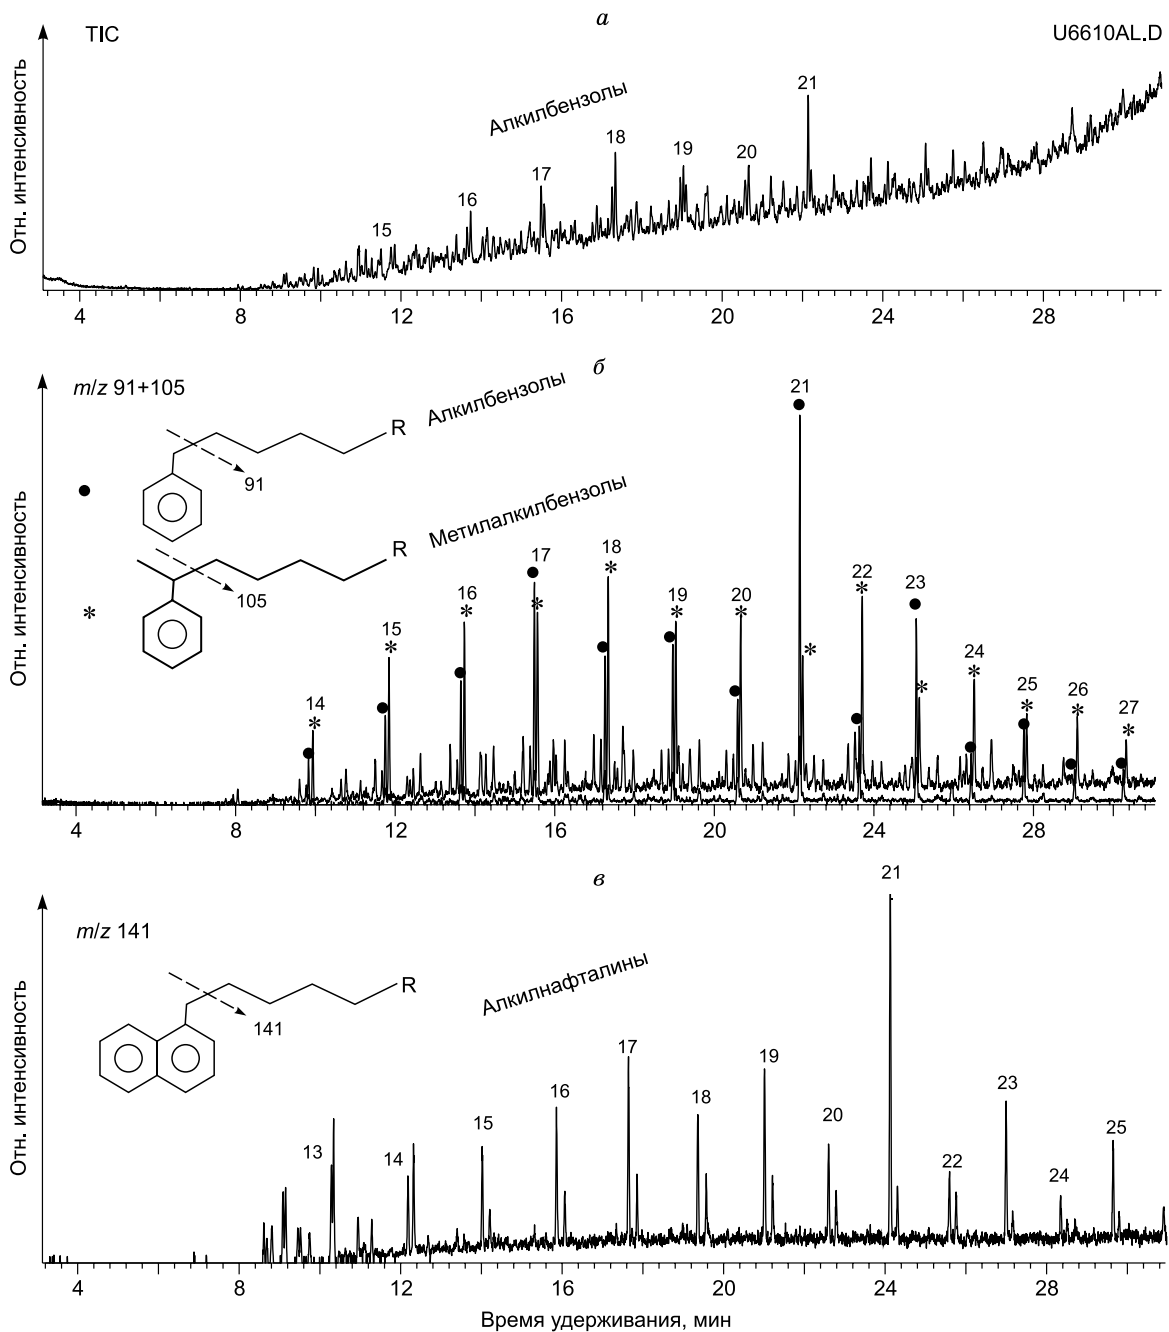 а
TIC
U6610AL.D
Отн. интенсивность
Алкилбензолы
15
16
17
18
19
20
21
4 8 12 16 20 24 28
б
m/z 91+105
Отн. интенсивность
Алкилбензолы
R
91
Метилалкилбензолы
R
105
*
14
15
16
17
18
19
20
21
22
23
24
25
26
27
* * * * * * * * * * * * * *
4 8 12 16 20 24 28
в
m/z 141
Отн. интенсивность
Алкилнафталины
R
141
13
14
15
16
17
18
19
20
21
22
23
24
25
4 8 12 16 20 24 28
Время удерживания, мин